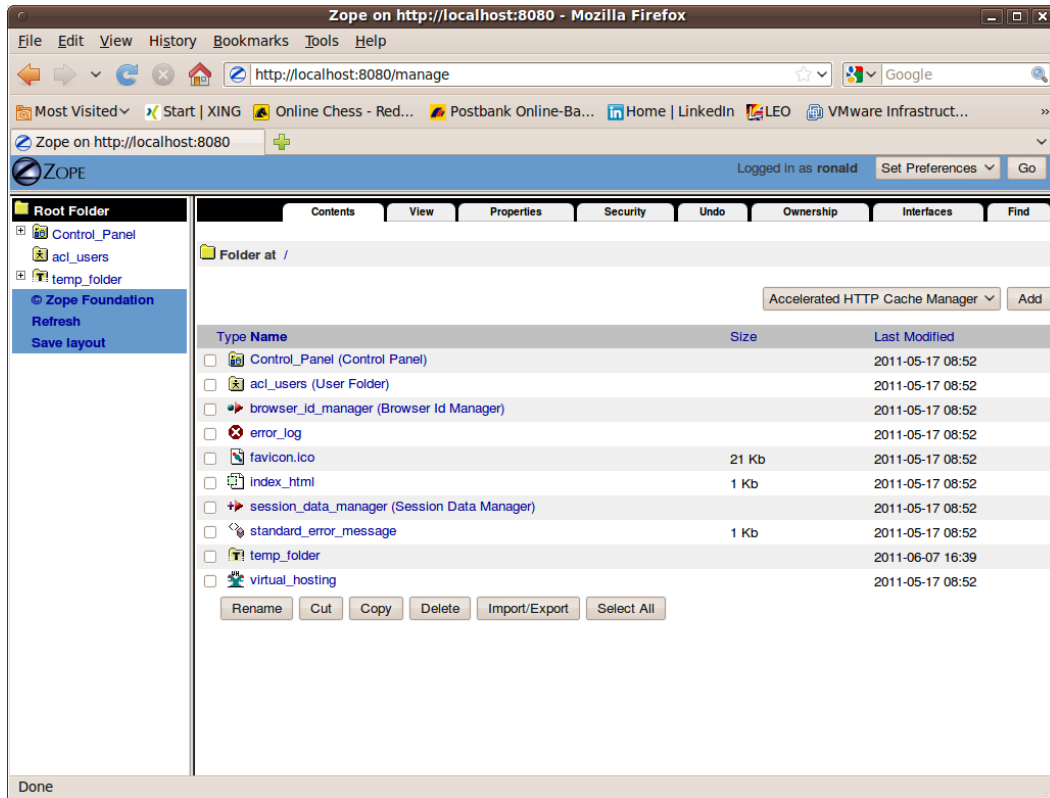 Zope on http://localhost:8080 - Mozilla Firefox
File Edit View History Bookmarks Tools Help
http://localhost:8080/manage Google
Most Visited Start | XING Online Chess - Red... Postbank Online-Ba... Home | LinkedIn LEO VMware Infrastruct... »
Zope on http://localhost:8080
ZOPE Logged in as ronald Set Preferences Go
Root Folder
Control_Panel
acl_users
temp_folder
© Zope Foundation
Refresh
Save layout
Contents View Properties Security Undo Ownership Interfaces Find
Folder at /
Accelerated HTTP Cache Manager Add
Type Name Size Last Modified
Control_Panel (Control Panel) 2011-05-17 08:52
acl_users (User Folder) 2011-05-17 08:52
browser_id_manager (Browser Id Manager) 2011-05-17 08:52
error_log 2011-05-17 08:52
favicon.ico 21 Kb 2011-05-17 08:52
index_html 1 Kb 2011-05-17 08:52
session_data_manager (Session Data Manager) 2011-05-17 08:52
standard_error_message 1 Kb 2011-05-17 08:52
temp_folder 2011-06-07 16:39
virtual_hosting 2011-05-17 08:52
Rename Cut Copy Delete Import/Export Select All
Done